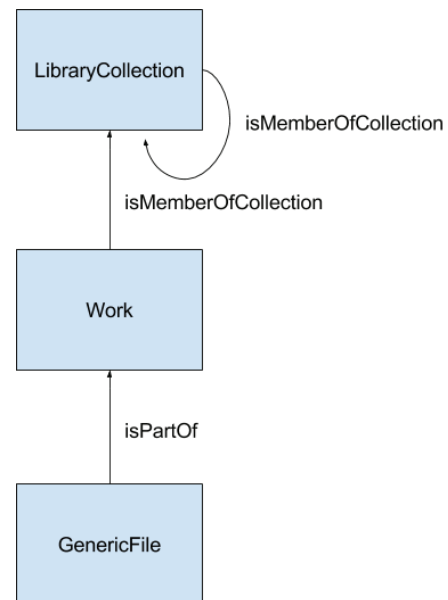 LibraryCollection
isMemberOfCollection
isMemberOfCollection
Work
isPartOf
GenericFile